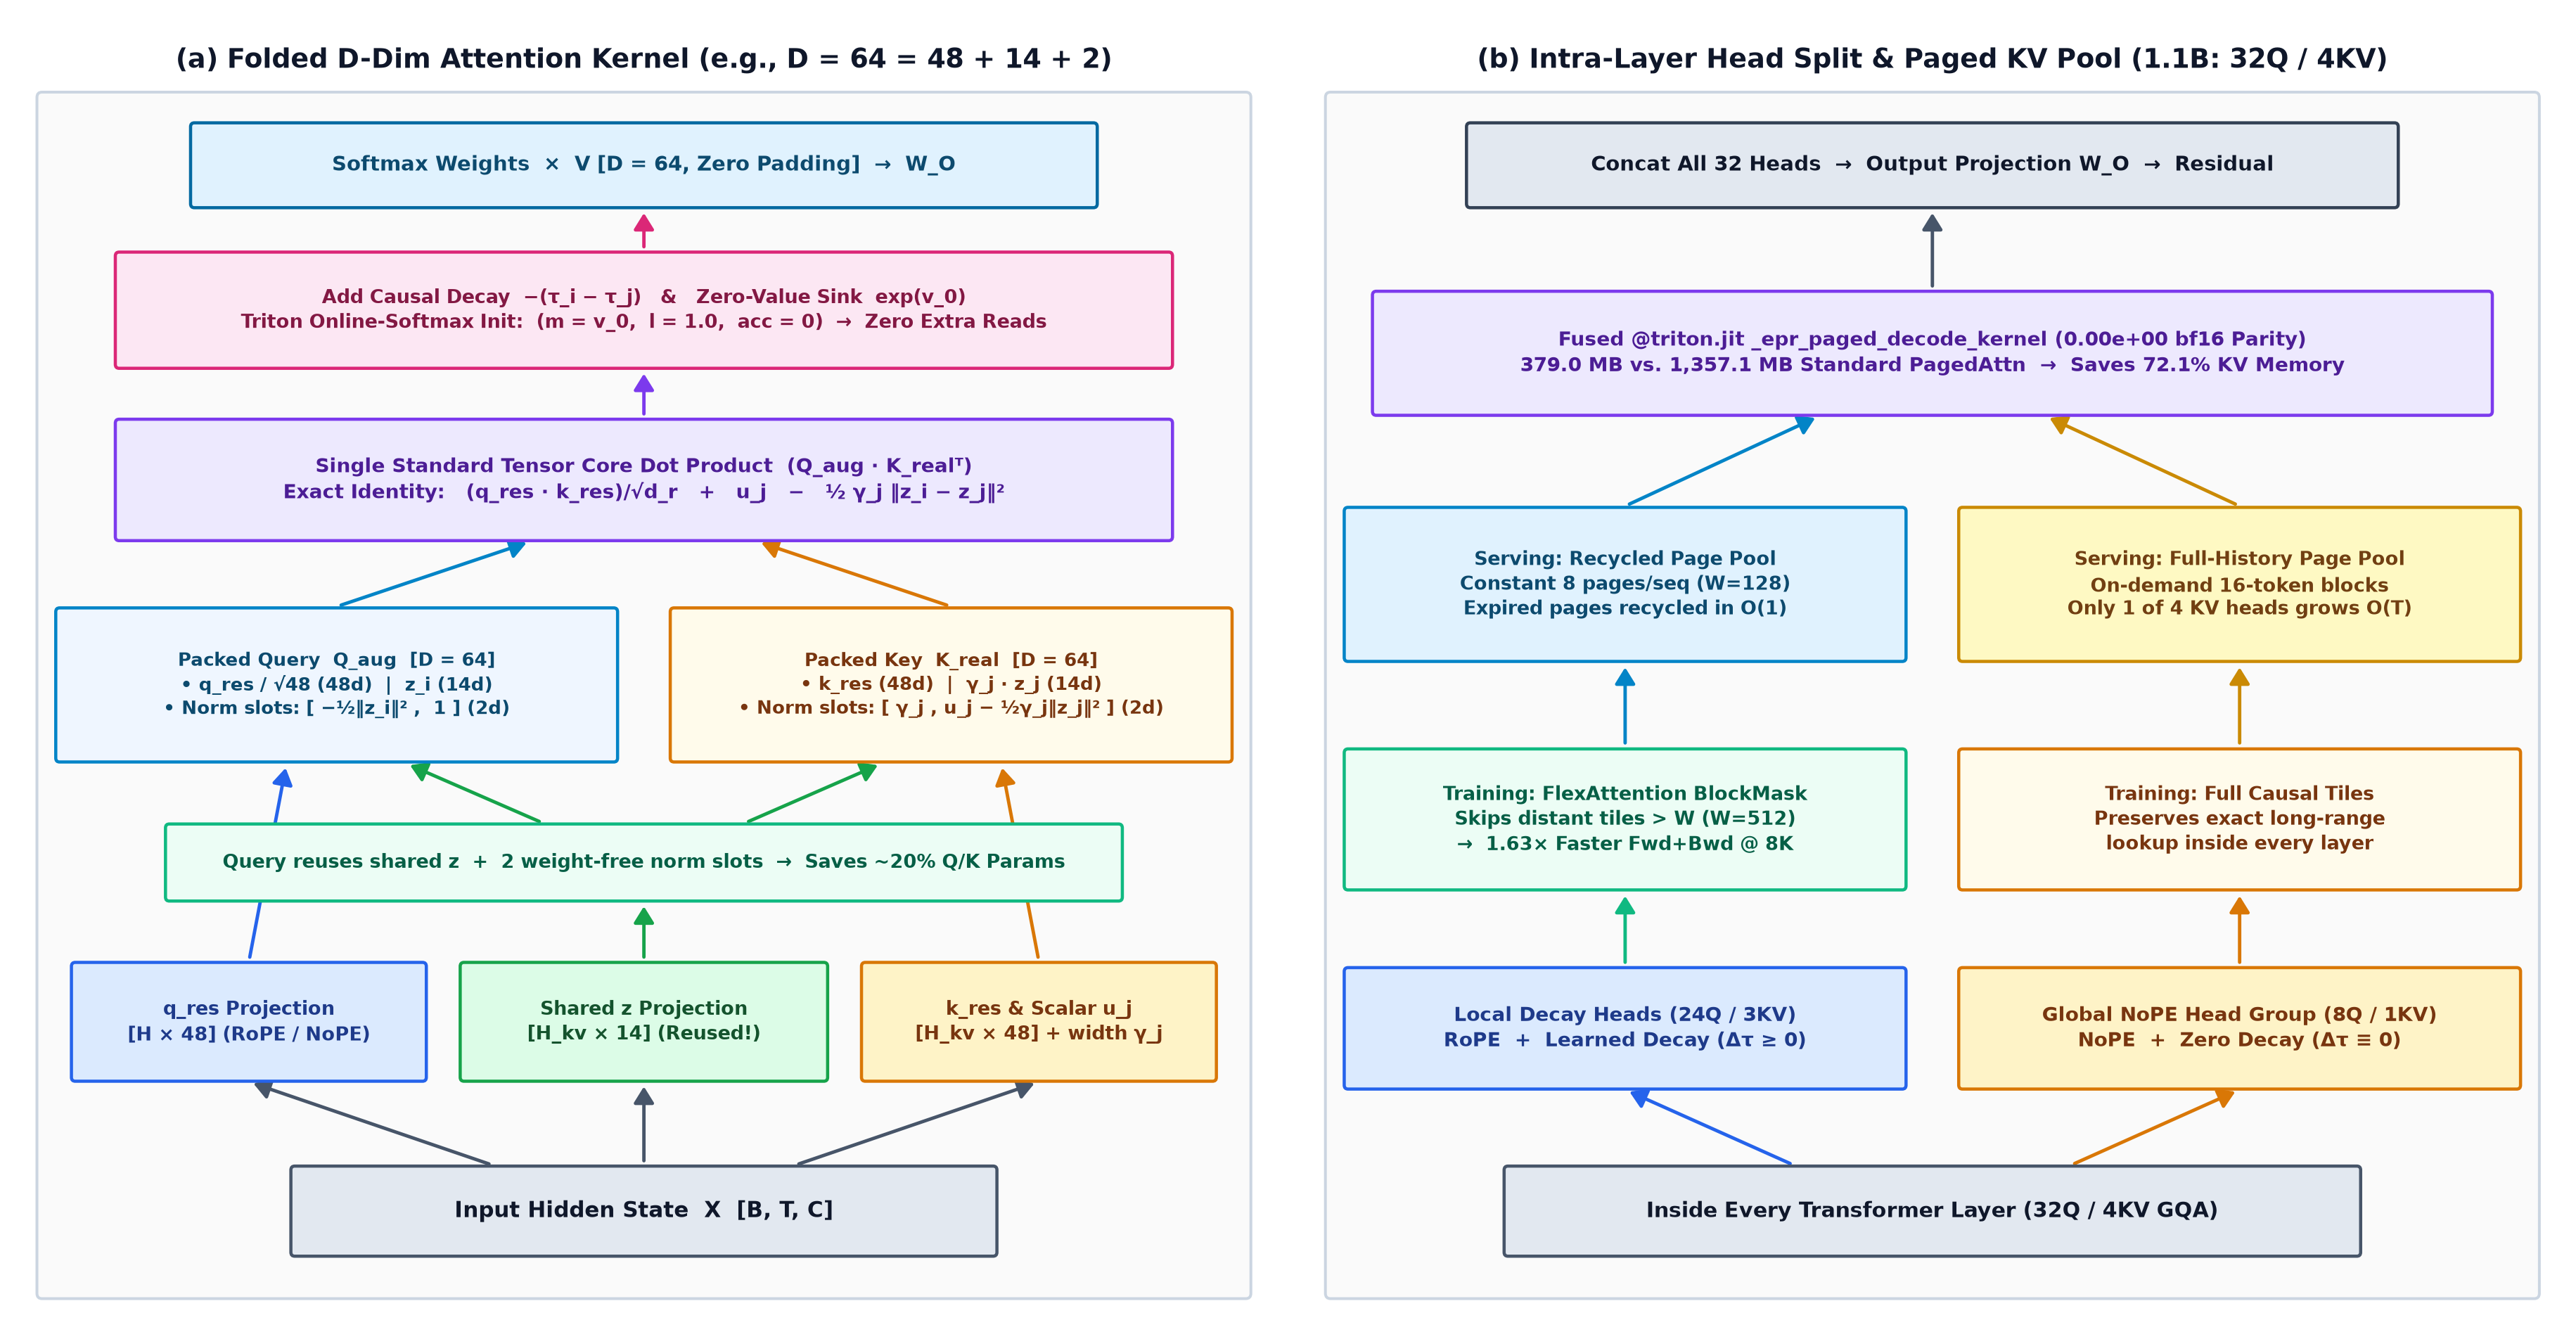 (a) Folded D-Dim Attention Kernel (e.g., D = 64 = 48 + 14 + 2)
Softmax Weights × V [D = 64, Zero Padding] → W_O
Add Causal Decay −(τ_i − τ_j) & Zero-Value Sink exp(v_0)
Triton Online-Softmax Init: (m = v_0, l = 1.0, acc = 0) → Zero Extra Reads
Single Standard Tensor Core Dot Product (Q_aug · K_realᵀ)
Exact Identity: (q_res · k_res)/√d_r + u_j − ½ γ_j ‖z_i − z_j‖²
Packed Query Q_aug [D = 64]
• q_res / √48 (48d) | z_i (14d)
• Norm slots: [ −½‖z_i‖² , 1 ] (2d)
Packed Key K_real [D = 64]
• k_res (48d) | γ_j · z_j (14d)
• Norm slots: [ γ_j , u_j − ½γ_j‖z_j‖² ] (2d)
Query reuses shared z + 2 weight-free norm slots → Saves ~20% Q/K Params
q_res Projection
[H × 48] (RoPE / NoPE)
Shared z Projection
[H_kv × 14] (Reused!)
k_res & Scalar u_j
[H_kv × 48] + width γ_j
Input Hidden State X [B, T, C]
(b) Intra-Layer Head Split & Paged KV Pool (1.1B: 32Q / 4KV)
Concat All 32 Heads → Output Projection W_O → Residual
Fused @triton.jit _epr_paged_decode_kernel (0.00e+00 bf16 Parity)
379.0 MB vs. 1,357.1 MB Standard PagedAttn → Saves 72.1% KV Memory
Serving: Recycled Page Pool
Constant 8 pages/seq (W=128)
Expired pages recycled in O(1)
Serving: Full-History Page Pool
On-demand 16-token blocks
Only 1 of 4 KV heads grows O(T)
Training: FlexAttention BlockMask
Skips distant tiles > W (W=512)
→ 1.63× Faster Fwd+Bwd @ 8K
Training: Full Causal Tiles
Preserves exact long-range
lookup inside every layer
Local Decay Heads (24Q / 3KV)
RoPE + Learned Decay (Δτ ≥ 0)
Global NoPE Head Group (8Q / 1KV)
NoPE + Zero Decay (Δτ ≡ 0)
Inside Every Transformer Layer (32Q / 4KV GQA)